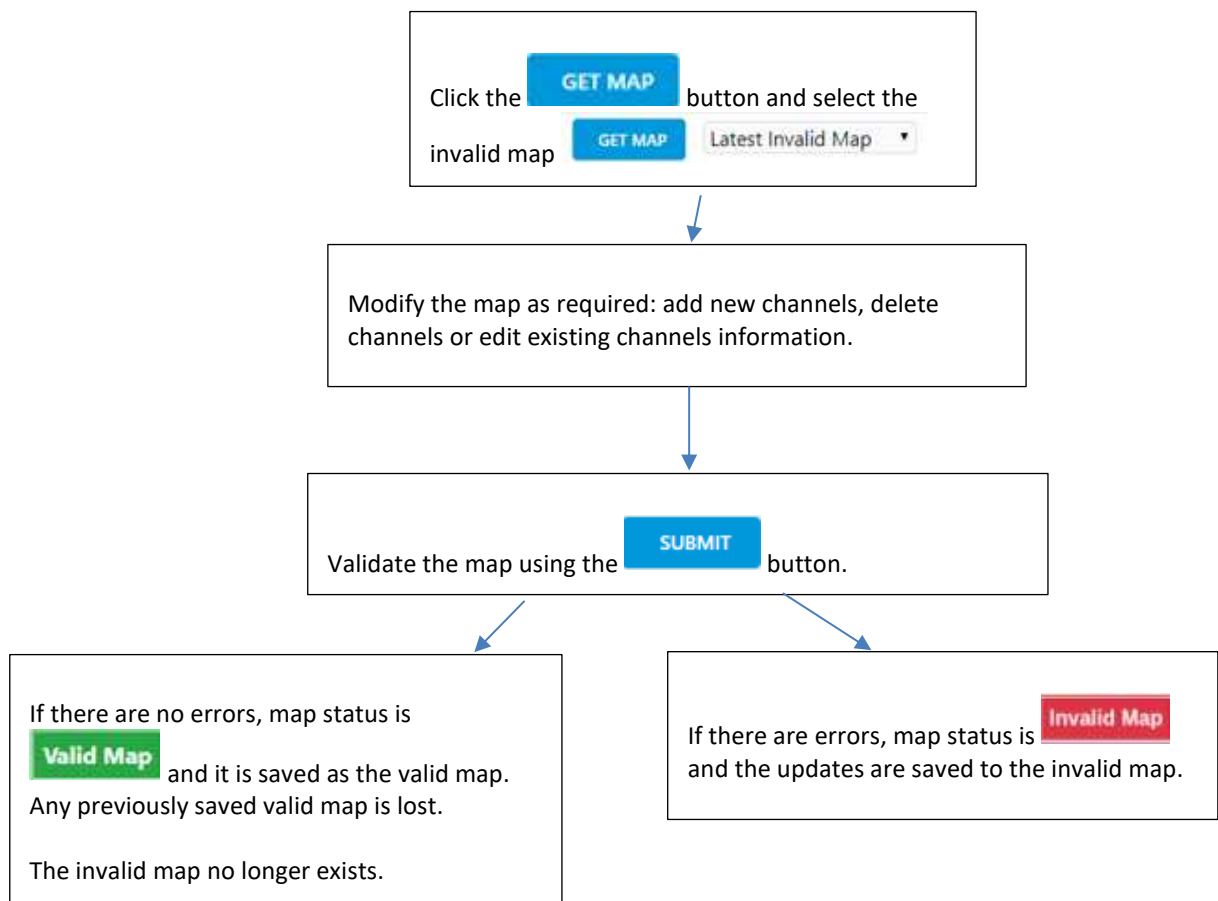 Click the GET MAP button and select the
invalid map GET MAP Latest Invalid Map
Modify the map as required: add new channels, delete
channels or edit existing channels information.
Validate the map using the SUBMIT button.
If there are no errors, map status is
Valid Map and it is saved as the valid map.
Any previously saved valid map is lost.
The invalid map no longer exists.
If there are errors, map status is Invalid Map
and the updates are saved to the invalid map.